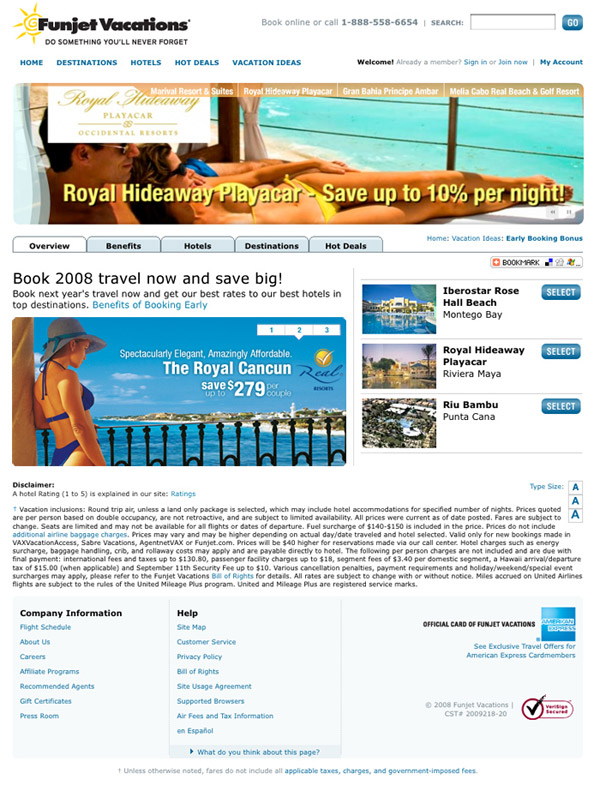 Funjet Vacations
DO SOMETHING YOU'LL NEVER FORGET
Book online or call 1-888-558-6654 | SEARCH: GO
HOME DESTINATIONS HOTELS HOT DEALS VACATION IDEAS
Welcome! Already a member? Sign in or Join now | My Account
Marival Resort & Suites | Royal Hideaway Playacar | Gran Bahia Principe Ambar | Melia Cabo Real Beach & Golf Resort
Royal Hideaway
PLAYACAR
OCCIDENTAL RESORTS
Royal Hideaway Playacar - Save up to 10% per night!
Overview Benefits Hotels Destinations Hot Deals
Home: Vacation Ideas: Early Booking Bonus
BOOKMARK
Book 2008 travel now and save big!
Book next year's travel now and get our best rates to our best hotels in
top destinations. Benefits of Booking Early
1 2 3
Spectacularly Elegant, Amazingly Affordable.
The Royal Cancun
save up to $279 per couple
Real
RESORTS
Iberostar Rose
Hall Beach
Montego Bay
SELECT
Royal Hideaway
Playacar
Riviera Maya
SELECT
Riu Bambu
Punta Cana
SELECT
Disclaimer:
A hotel Rating (1 to 5) is explained in our site: Ratings
Type Size: A
A
A
† Vacation inclusions: Round trip air, unless a land only package is selected, which may include hotel accommodations for specified number of nights. Prices quoted
are per person based on double occupancy, are not retroactive, and are subject to limited availability. All prices were current as of date posted. Fares are subject to
change. Seats are limited and may not be available for all flights or dates of departure. Fuel surcharge of $140-$150 is included in the price. Prices do not include
additional airline baggage charges. Prices may vary and may be higher depending on actual day/date traveled and hotel selected. Valid only for new bookings made in
VAXVacationAccess, Sabre Vacations, AgentnetVAX or Funjet.com. Prices will be $40 higher for reservations made via our call center. Hotel charges such as energy
surcharge, baggage handling, crib, and rollaway costs may apply and are payable directly to hotel. The following per person charges are not included and are due with
final payment: international fees and taxes up to $130.80, passenger facility charges up to $18, segment fees of $3.40 per domestic segment, a Hawaii arrival/departure
tax of $15.00 (when applicable) and September 11th Security Fee up to $10. Various cancellation penalties, payment requirements and holiday/weekend/special event
surcharges may apply, please refer to the Funjet Vacations Bill of Rights for details. All rates are subject to change with or without notice. Miles accrued on United Airlines
flights are subject to the rules of the United Mileage Plus program. United and Mileage Plus are registered service marks.
Company Information
Flight Schedule
About Us
Careers
Affiliate Programs
Recommended Agents
Gift Certificates
Press Room
Help
Site Map
Customer Service
Privacy Policy
Bill of Rights
Site Usage Agreement
Supported Browsers
Air Fees and Tax Information
en Español
What do you think about this page?
OFFICIAL CARD OF FUNJET VACATIONS
AMERICAN EXPRESS
See Exclusive Travel Offers for
American Express Cardmembers
© 2008 Funjet Vacations |
CST# 2009218-20
VeriSign
Secured
† Unless otherwise noted, fares do not include all applicable taxes, charges, and government-imposed fees.